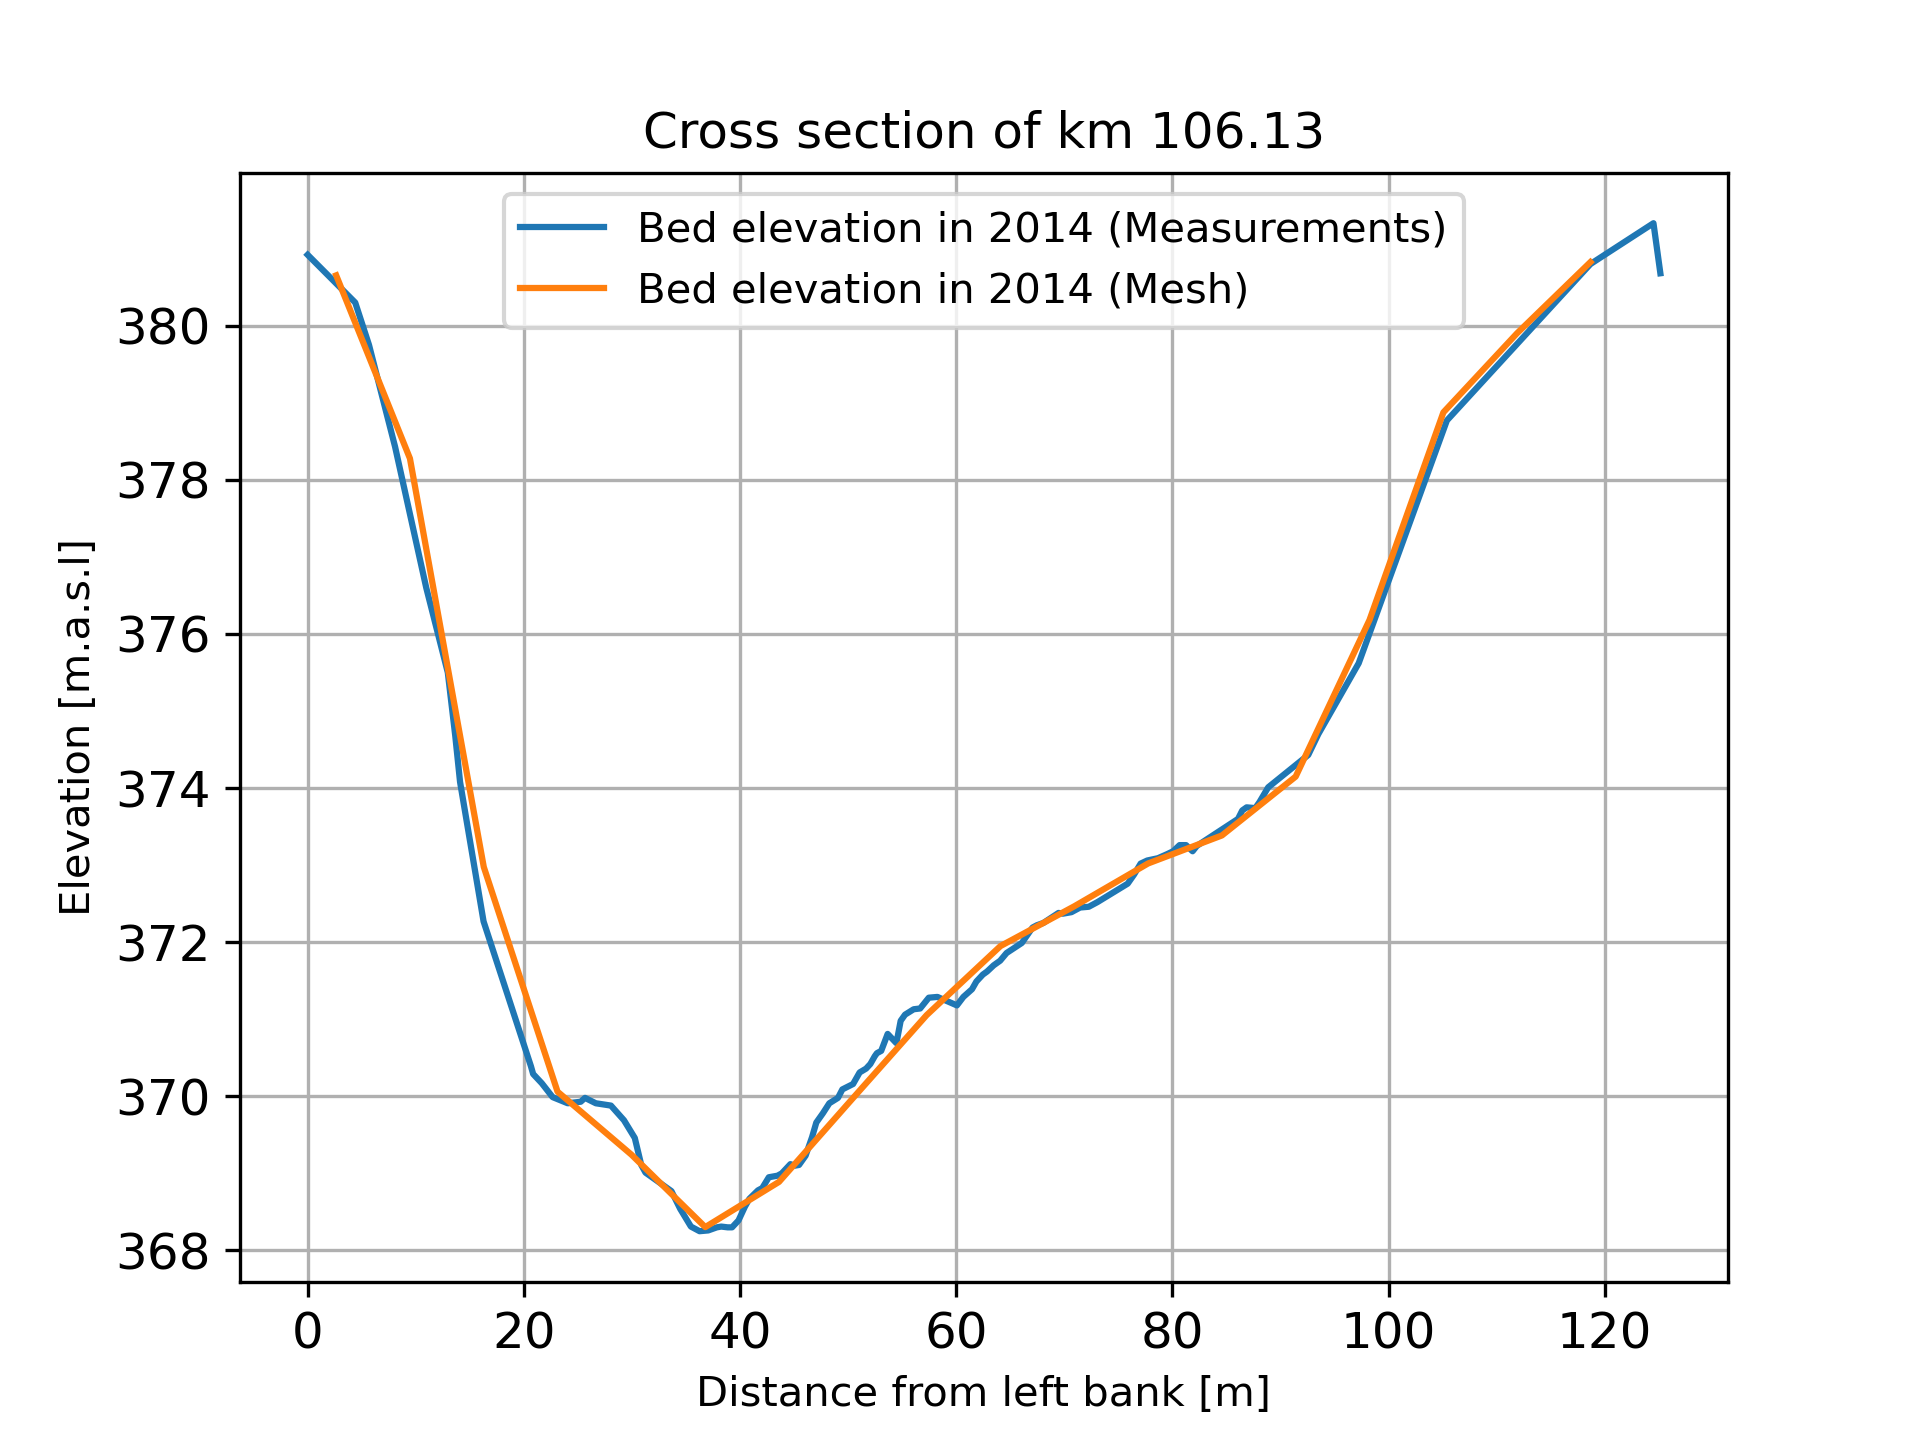 Cross section of km 106.13
Bed elevation in 2014 (Measurements)
Bed elevation in 2014 (Mesh)
Elevation [m.a.s.l]
380
378
376
374
372
370
368
0 20 40 60 80 100 120
Distance from left bank [m]